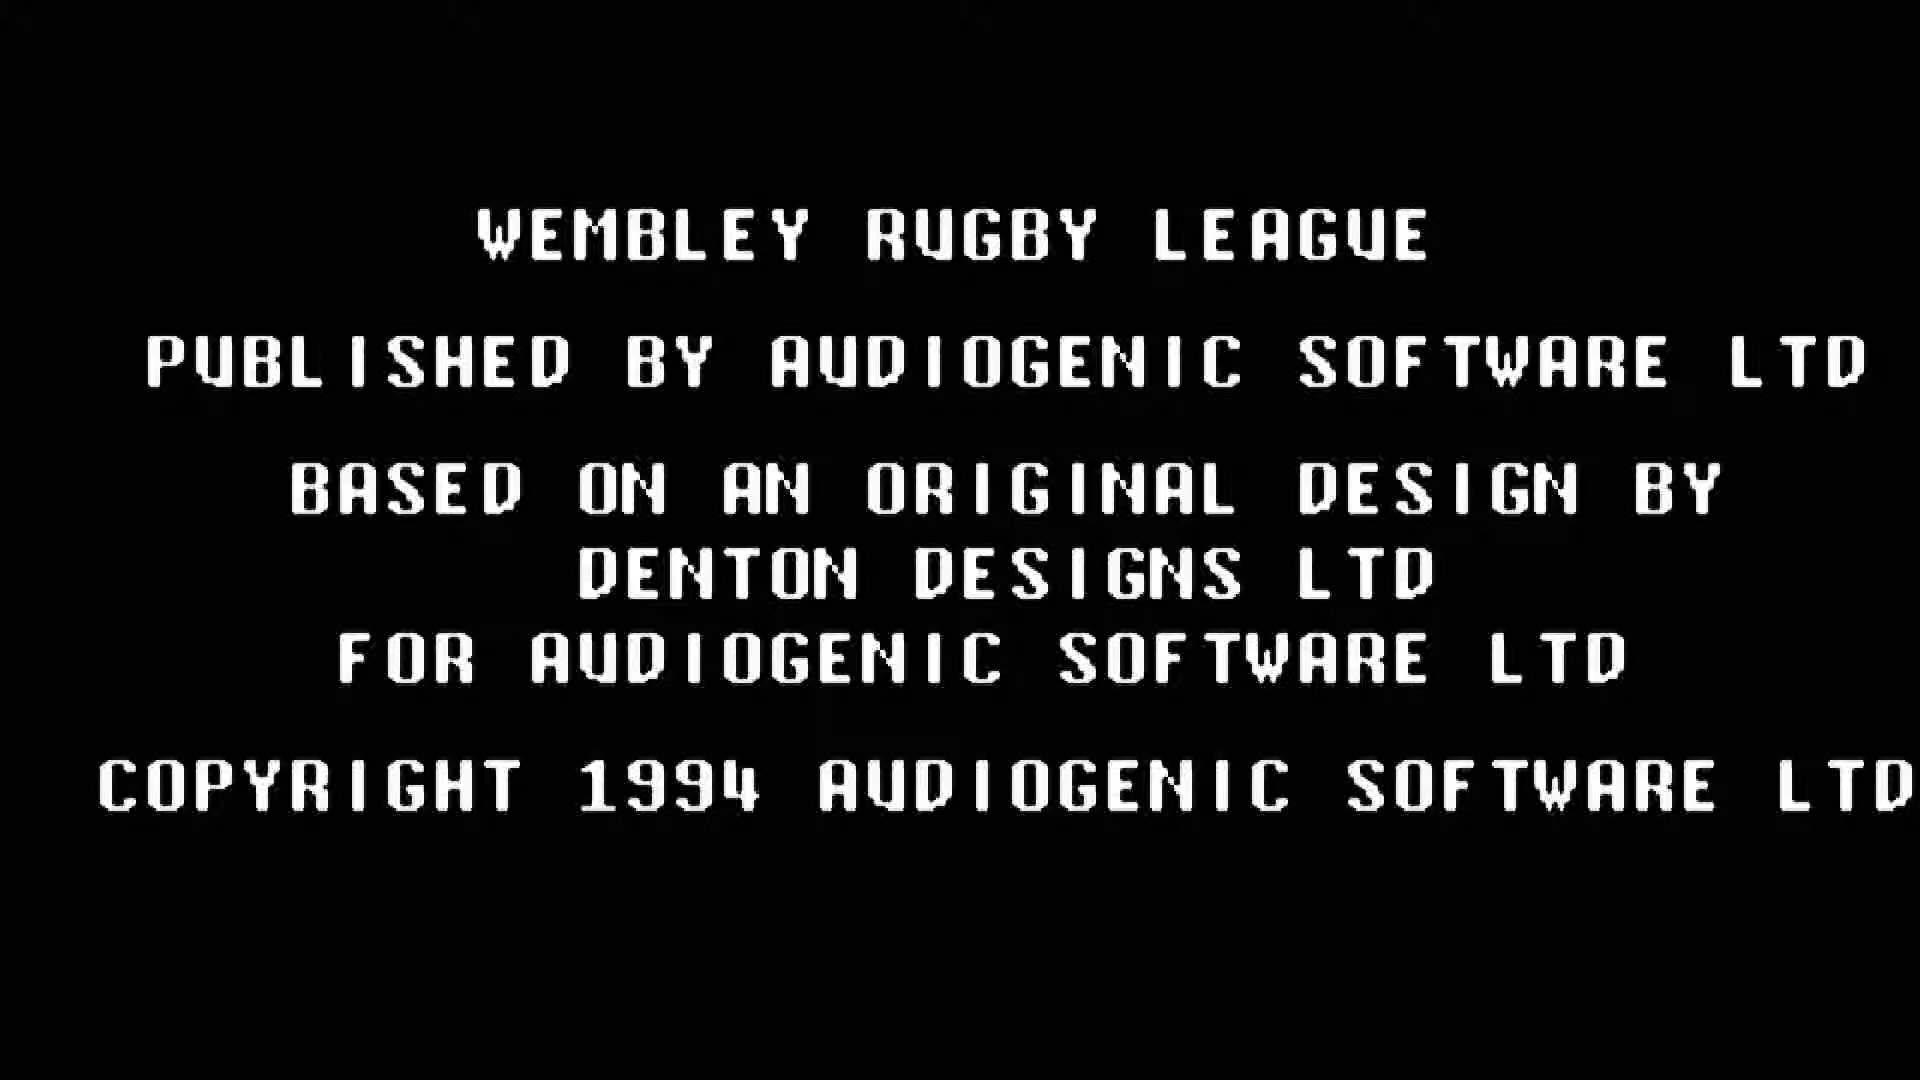 WEMBLEY RUGBY LEAGUE
PUBLISHED BY AUDIOGENIC SOFTWARE LTD
BASED ON AN ORIGINAL DESIGN BY
DENTON DESIGNS LTD
FOR AUDIOGENIC SOFTWARE LTD
COPYRIGHT 1994 AUDIOGENIC SOFTWARE LTD